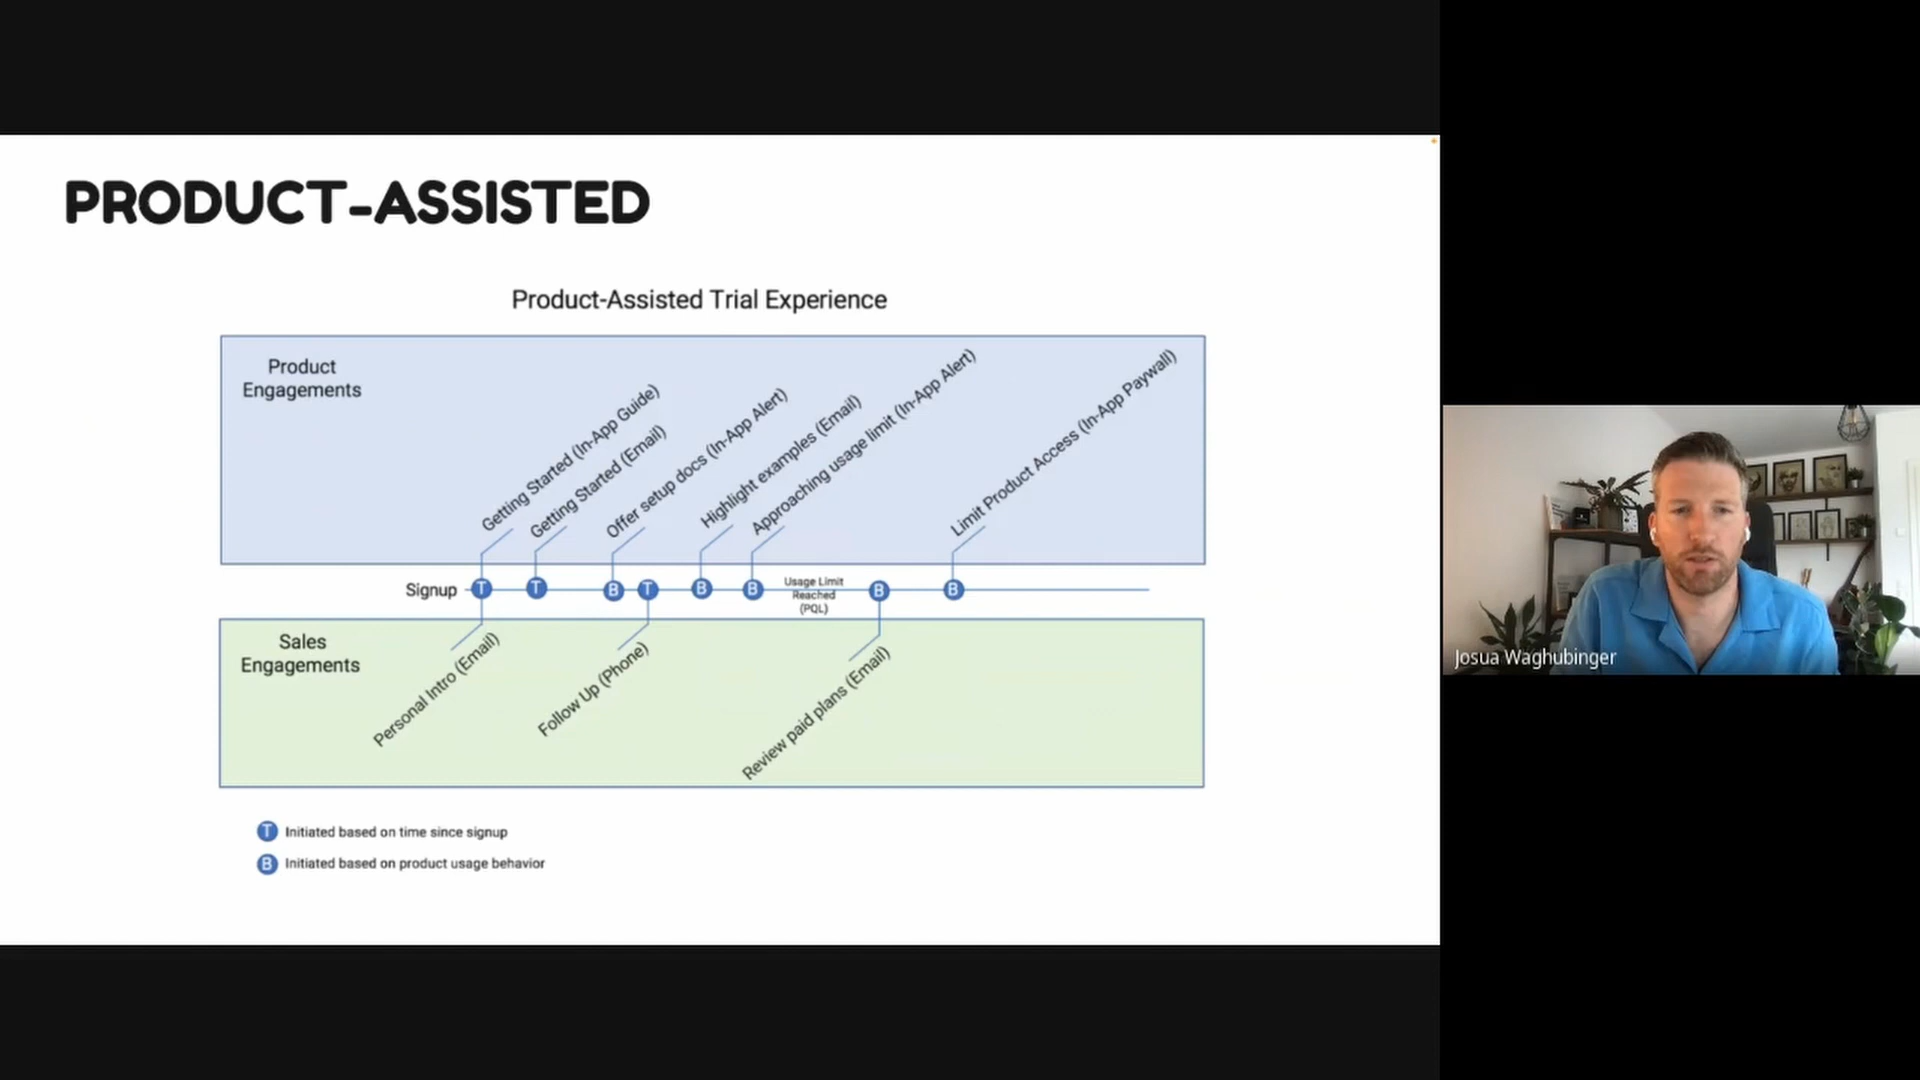 PRODUCT-ASSISTED
Product-Assisted Trial Experience
Product
Engagements
Getting Started (In-App Guide)
Getting Started (Email)
Offer setup docs (In-App Alert)
Highlight examples (Email)
Approaching usage limit (In-App Alert)
Limit Product Access (In-App Paywall)
Signup
T
T
B
T
B
B
Usage Limit
Reached
(PQL)
B
B
Sales
Engagements
Personal Intro (Email)
Follow Up (Phone)
Review paid plans (Email)
T Initiated based on time since signup
B Initiated based on product usage behavior
Josua Waghubinger